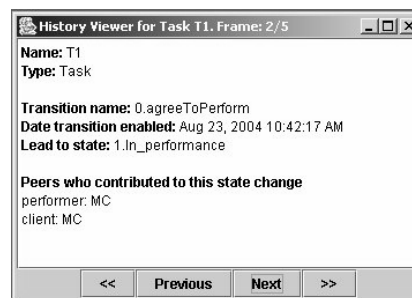 History Viewer for Task T1. Frame: 2/5
Name: T1
Type: Task
Transition name: 0.agreeToPerform
Date transition enabled: Aug 23, 2004 10:42:17 AM
Lead to state: 1.In_performance
Peers who contributed to this state change
performer: MC
client: MC
<< Previous Next >>